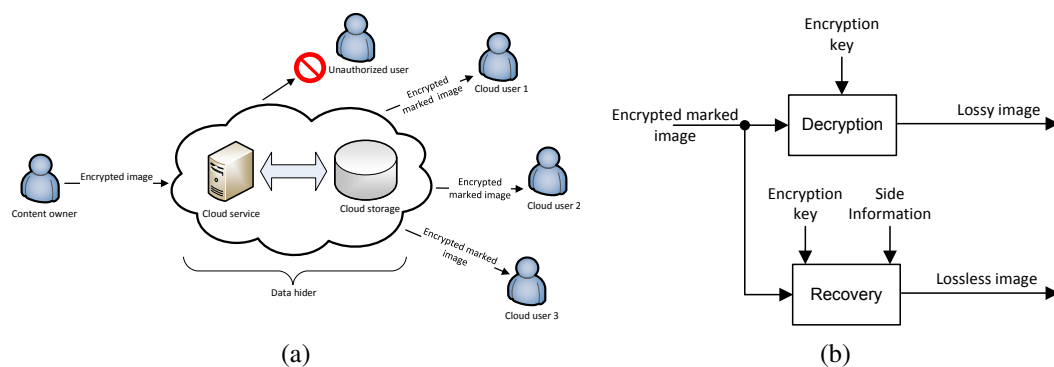 Unauthorized user
Cloud user 1
Encrypted
marked image
Encrypted image
Content owner
Cloud service
Cloud storage
Encrypted
marked image
Cloud user 2
Encrypted marked
image
Cloud user 3
Data hider
(a)
Encryption
key
Encrypted marked
image
Decryption
Lossy image
Encryption
key
Side
Information
Recovery
Lossless image
(b)